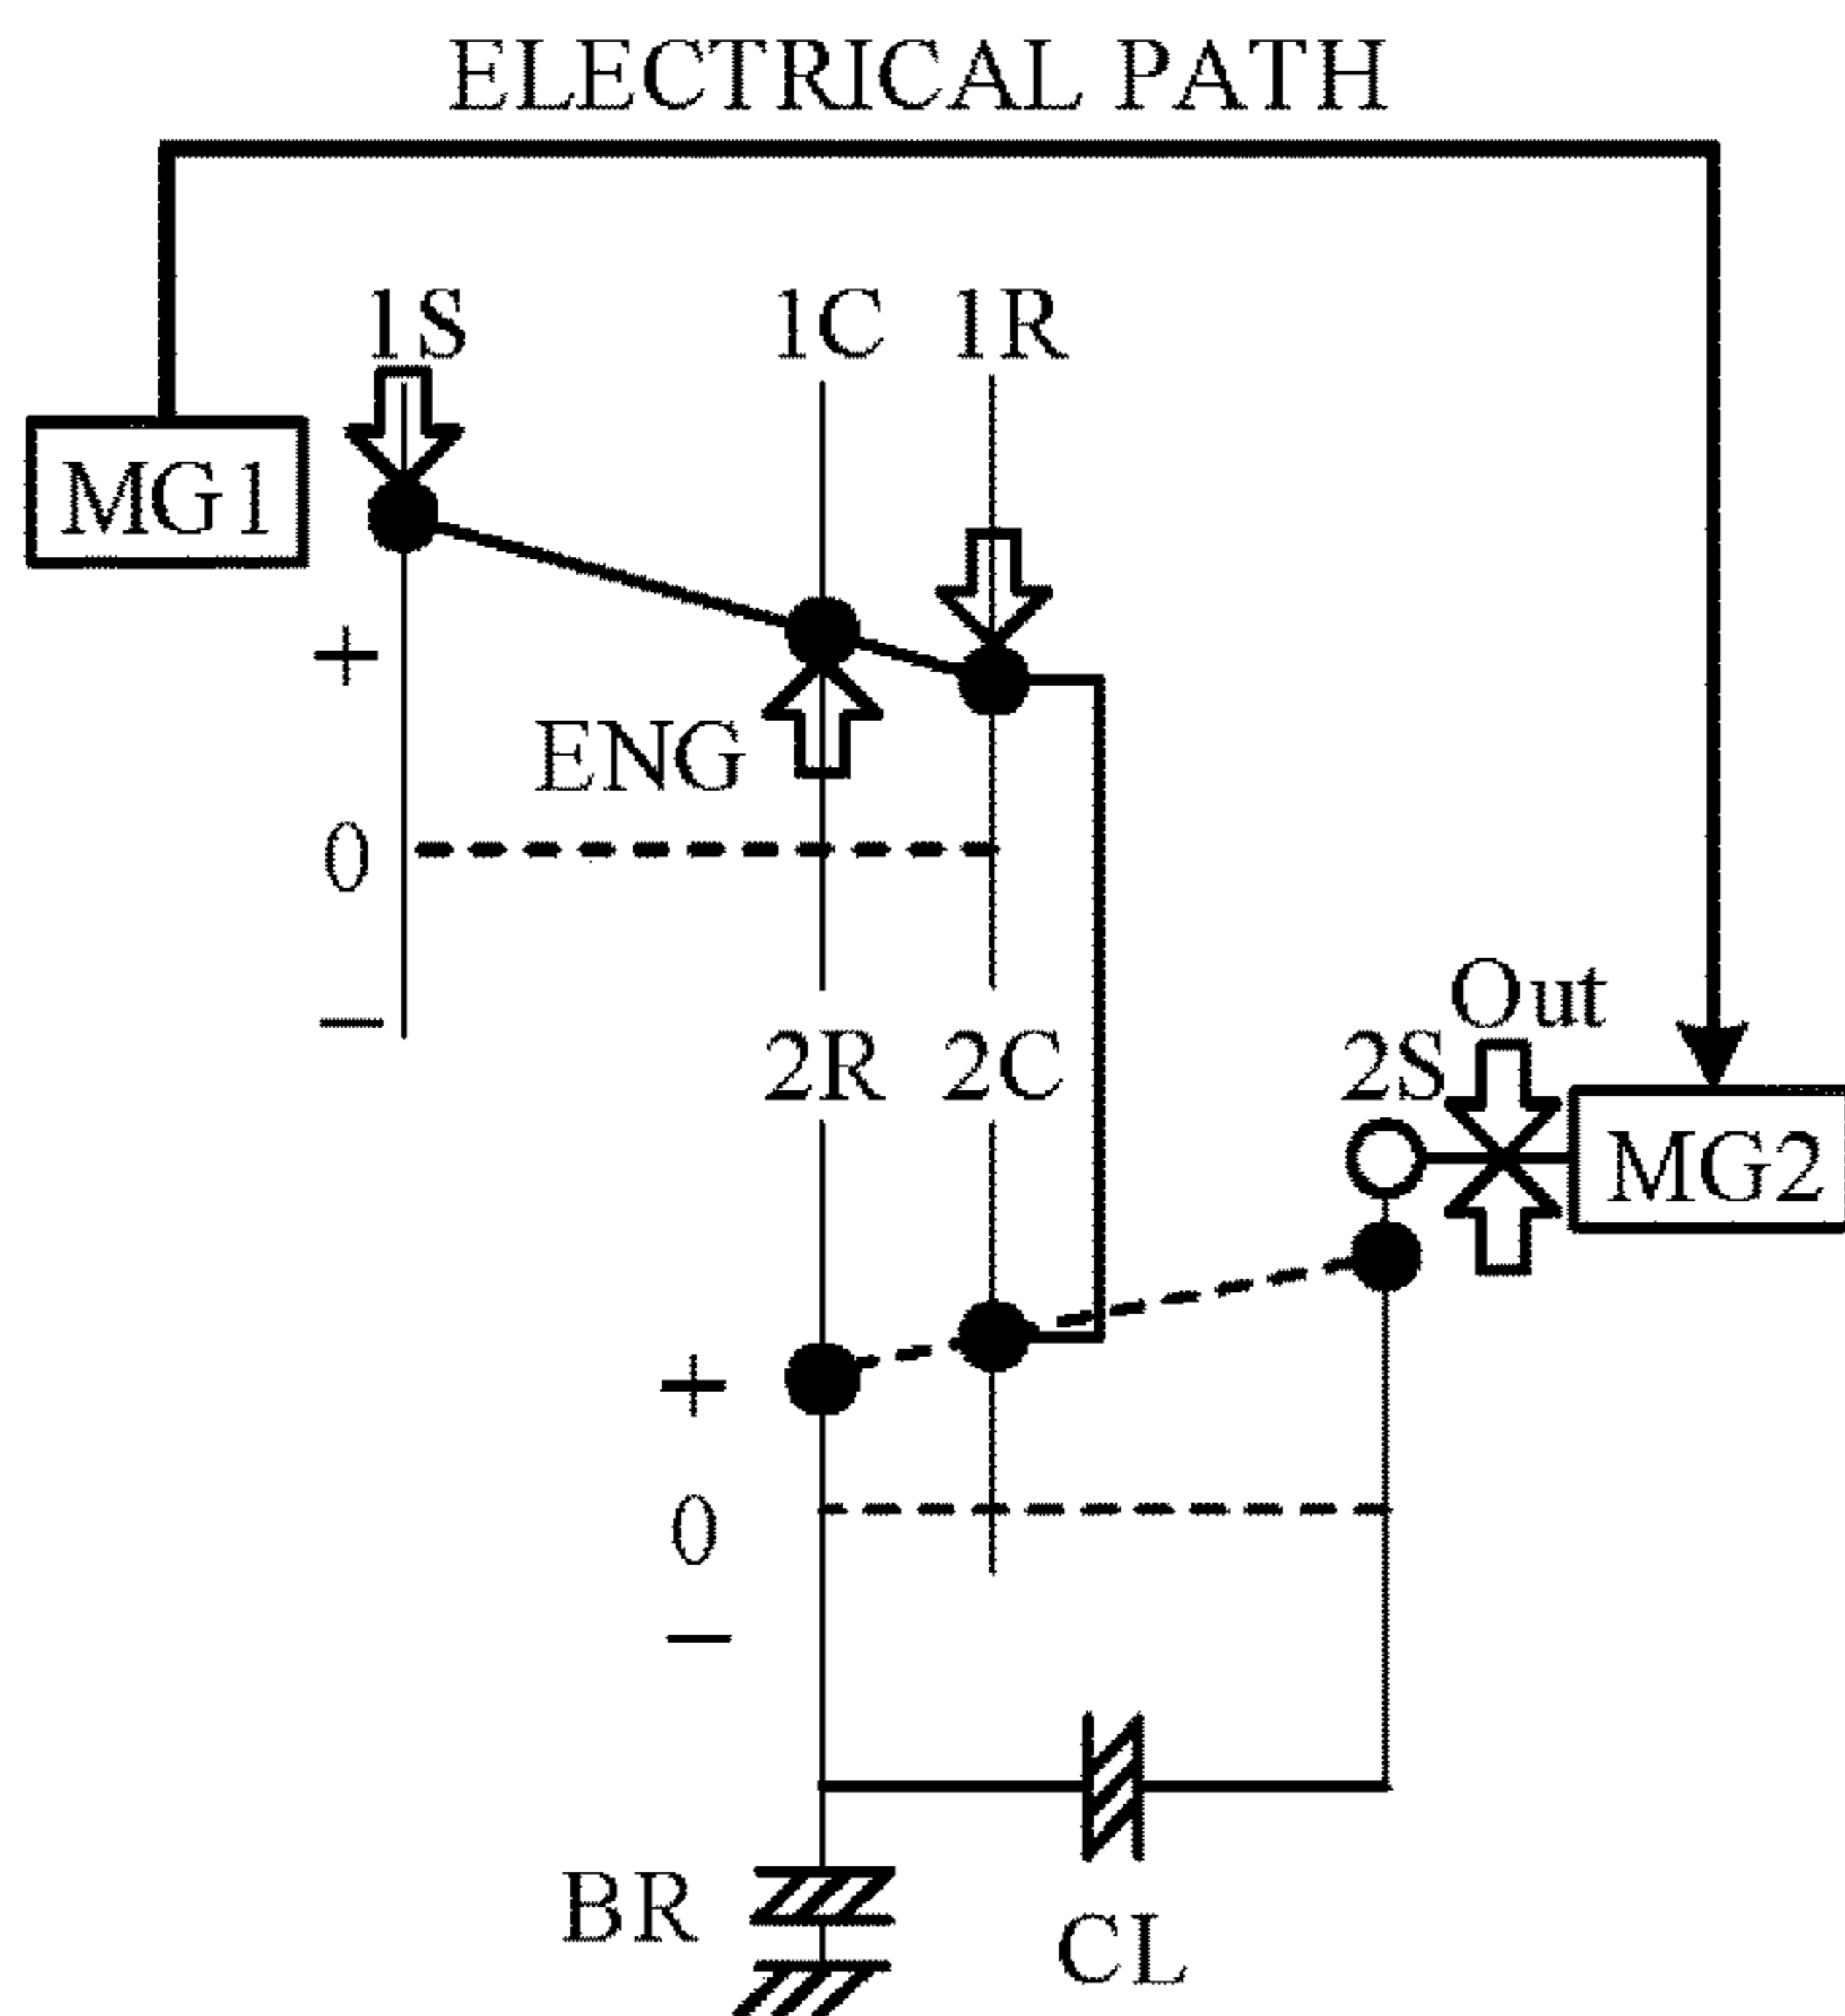 ELECTRICAL PATH
1S 1C 1R
MG1
+
ENG
0
−
Out
2R 2C 2S
MG2
+
0
−
BR
CL